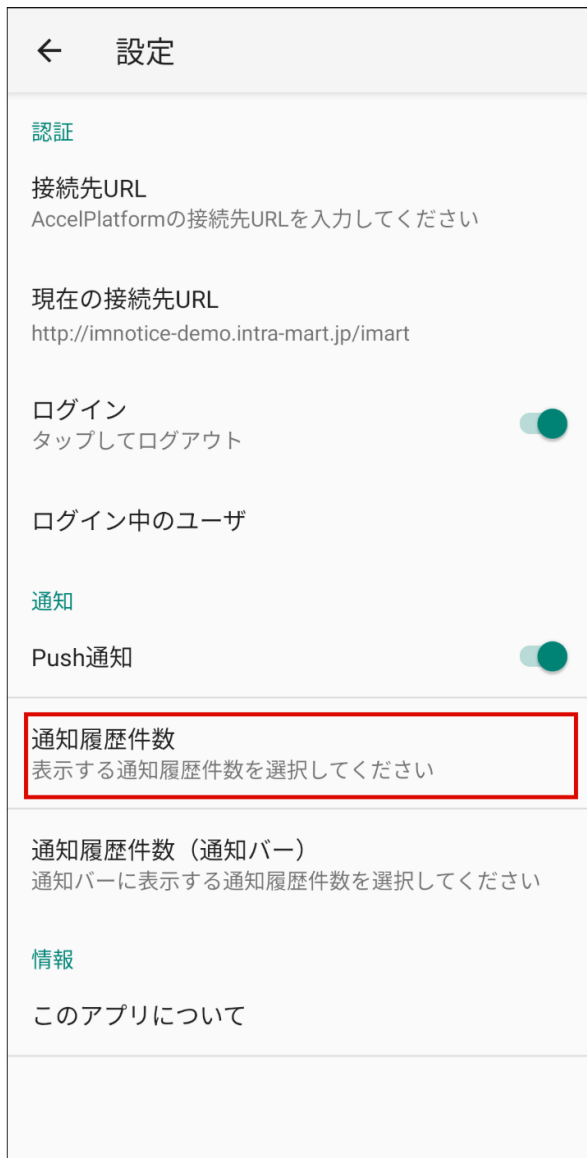 設定
認証
接続先URL
AccelPlatformの接続先URLを入力してください
現在の接続先URL
http://imnotice-demo.intra-mart.jp/imart
ログイン
タップしてログアウト
ログイン中のユーザ
通知
Push通知
通知履歴件数
表示する通知履歴件数を選択してください
通知履歴件数（通知バー）
通知バーに表示する通知履歴件数を選択してください
情報
このアプリについて